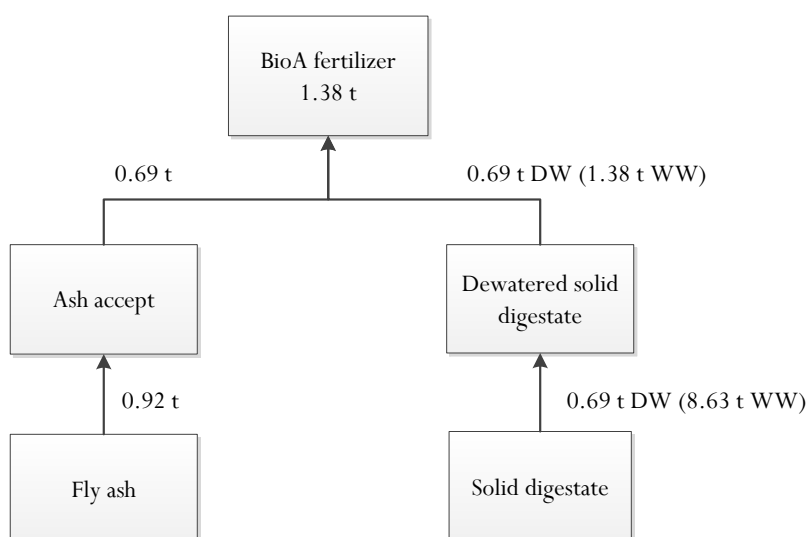 BioA fertilizer
1.38 t
0.69 t
0.69 t DW (1.38 t WW)
Ash accept
Dewatered solid
digestate
0.92 t
0.69 t DW (8.63 t WW)
Fly ash
Solid digestate